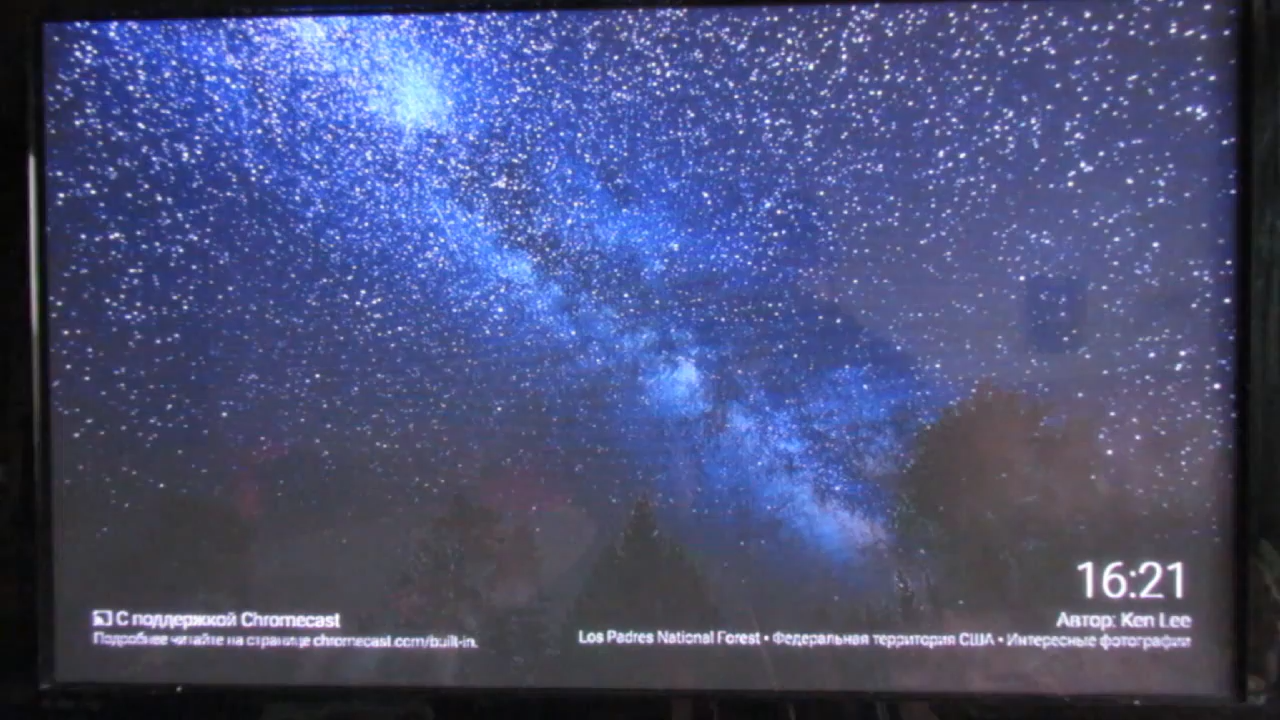 16:21
С поддержкой Chromecast
Автор: Ken Lee
Подробнее читайте на странице chromecast.com/built-in.
Los Padres National Forest • Федеральная территория США • Интересные фотографии